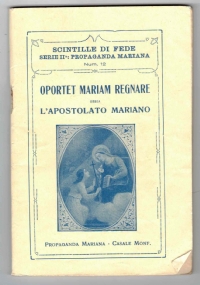 SCINTILLE DI FEDE
SERIE IIª: PROPAGANDA MARIANA
Num. 12
OPORTET MARIAM REGNARE
OSSIA
L'APOSTOLATO MARIANO
PROPAGANDA MARIANA - CASALE MONF.